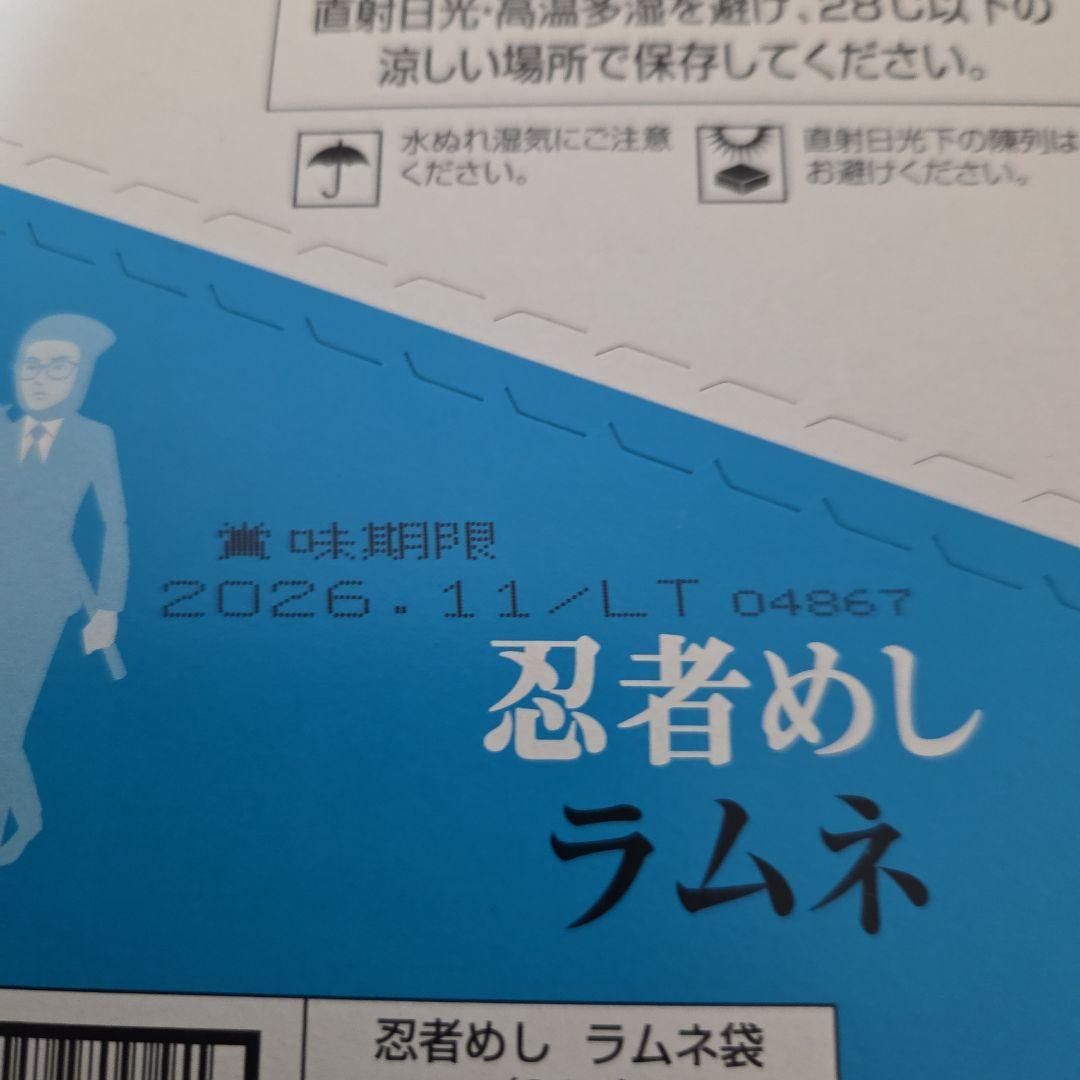 直射日光・高温多湿を避け、28℃以下の
涼しい場所で保存してください。
水ぬれ湿気にご注意
ください。
直射日光下の陳列は
お避けください。
賞味期限
2026.11/LT 04867
忍者めし
ラムネ
忍者めし ラムネ袋